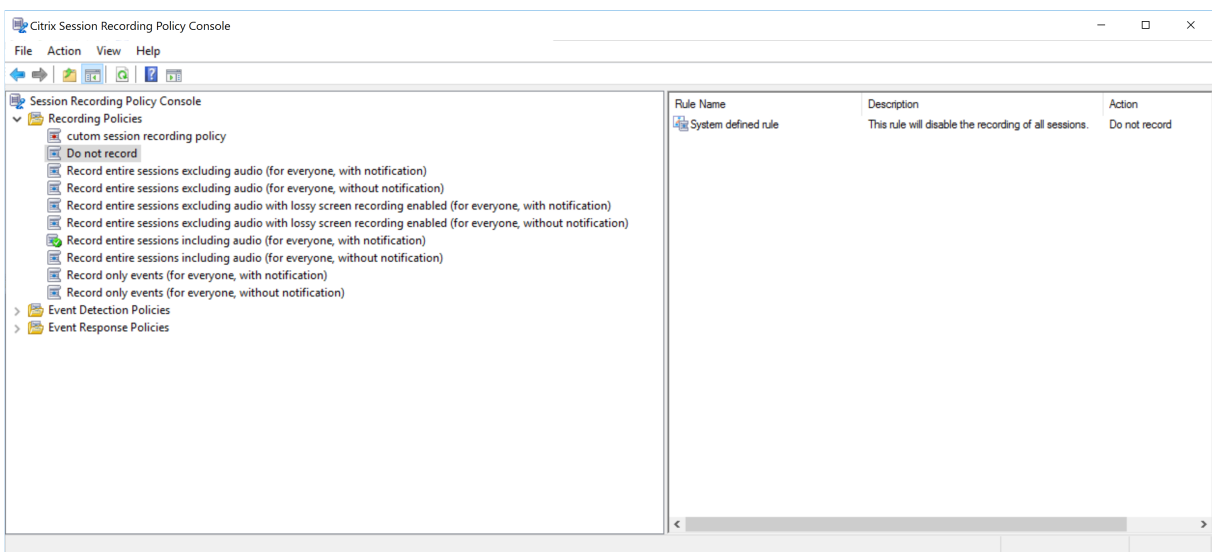 Citrix Session Recording Policy Console
File Action View Help
Session Recording Policy Console
Recording Policies
cutom session recording policy
Do not record
Record entire sessions excluding audio (for everyone, with notification)
Record entire sessions excluding audio (for everyone, without notification)
Record entire sessions excluding audio with lossy screen recording enabled (for everyone, with notification)
Record entire sessions excluding audio with lossy screen recording enabled (for everyone, without notification)
Record entire sessions including audio (for everyone, with notification)
Record entire sessions including audio (for everyone, without notification)
Record only events (for everyone, with notification)
Record only events (for everyone, without notification)
Event Detection Policies
Event Response Policies
Rule Name Description Action
System defined rule This rule will disable the recording of all sessions. Do not record